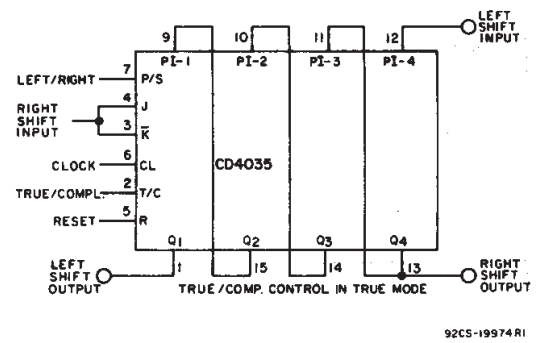 LEFT
SHIFT
INPUT
9
10
11
12
PI-1
PI-2
PI-3
PI-4
LEFT/RIGHT
7
P/S
RIGHT
SHIFT
INPUT
4
J
3
K̅
CLOCK
6
CL
CD4035
TRUE/COMPL.
2
T/C
RESET
5
R
Q1
Q2
Q3
Q4
LEFT
SHIFT
OUTPUT
1
15
14
13
RIGHT
SHIFT
OUTPUT
TRUE/COMP. CONTROL IN TRUE MODE
92CS-19974R1